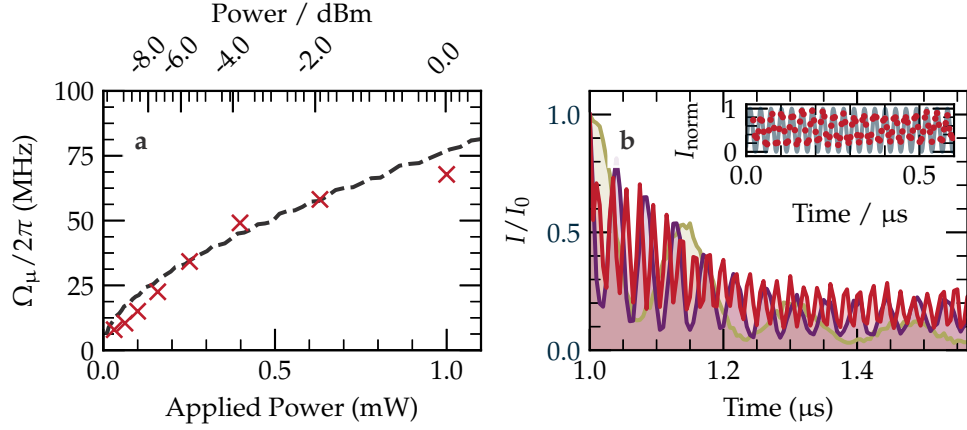 Power / dBm
-8.0 -6.0 -4.0 -2.0 0.0
100
75
50
25
0
Ω_μ / 2π (MHz)
a
0.0 0.5 1.0
Applied Power (mW)
1.0
0.5
0.0
I / I_0
b
I_norm
1
0
0.0 0.5
Time / μs
1.0 1.2 1.4
Time (μs)